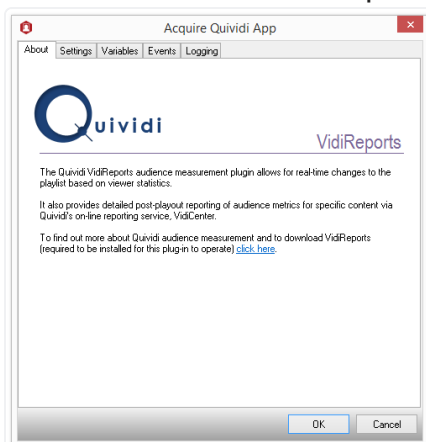 Acquire Quividi App
About Settings Variables Events Logging
Quividi
VidiReports
The Quividi VidiReports audience measurement plugin allows for real-time changes to the
playlist based on viewer statistics.
It also provides detailed post-playout reporting of audience metrics for specific content via
Quividi's on-line reporting service, VidiCenter.
To find out more about Quividi audience measurement and to download VidiReports
(required to be installed for this plug-in to operate) click here.
OK Cancel